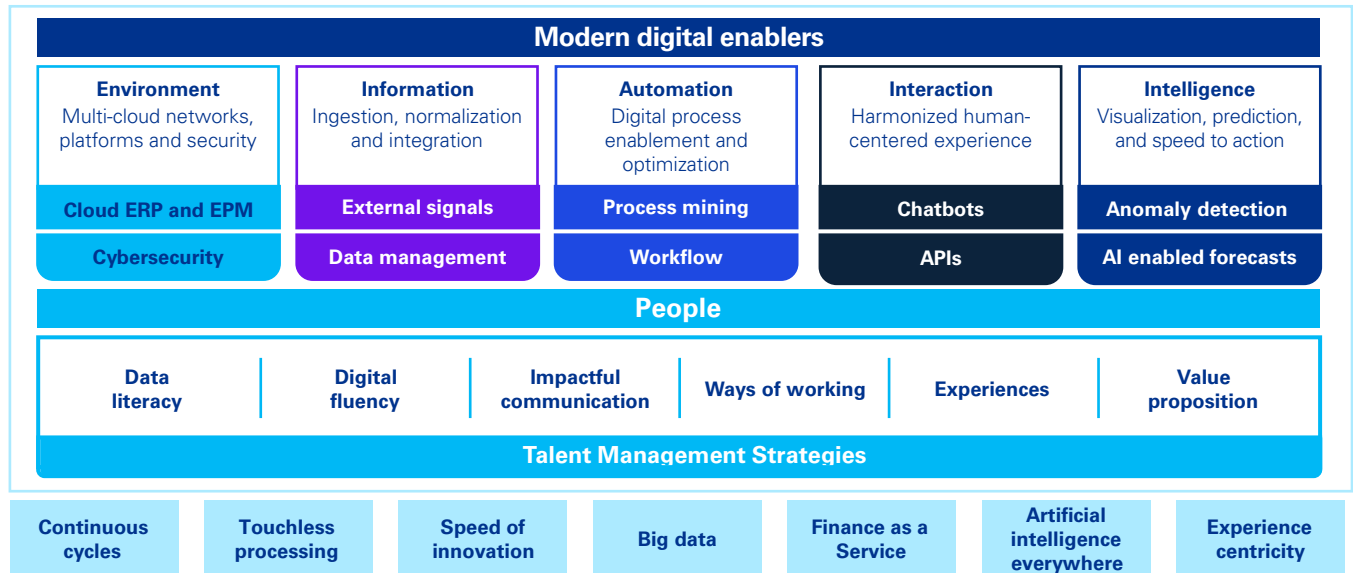 Modern digital enablers
Environment
Multi-cloud networks,
platforms and security
Cloud ERP and EPM
Cybersecurity
Information
Ingestion, normalization
and integration
External signals
Data management
Automation
Digital process
enablement and
optimization
Process mining
Workflow
Interaction
Harmonized human-
centered experience
Chatbots
APIs
Intelligence
Visualization, prediction,
and speed to action
Anomaly detection
AI enabled forecasts
People
Data
literacy
Digital
fluency
Impactful
communication
Ways of working
Experiences
Value
proposition
Talent Management Strategies
Continuous
cycles
Touchless
processing
Speed of
innovation
Big data
Finance as a
Service
Artificial
intelligence
everywhere
Experience
centricity